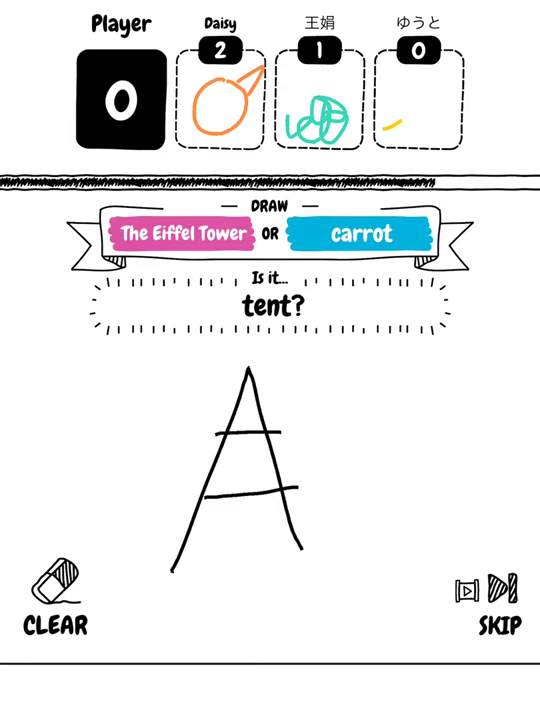 Player Daisy 王娟 ゆうと
0 2 1 0
DRAW
The Eiffel Tower OR carrot
Is it...
tent?
CLEAR SKIP